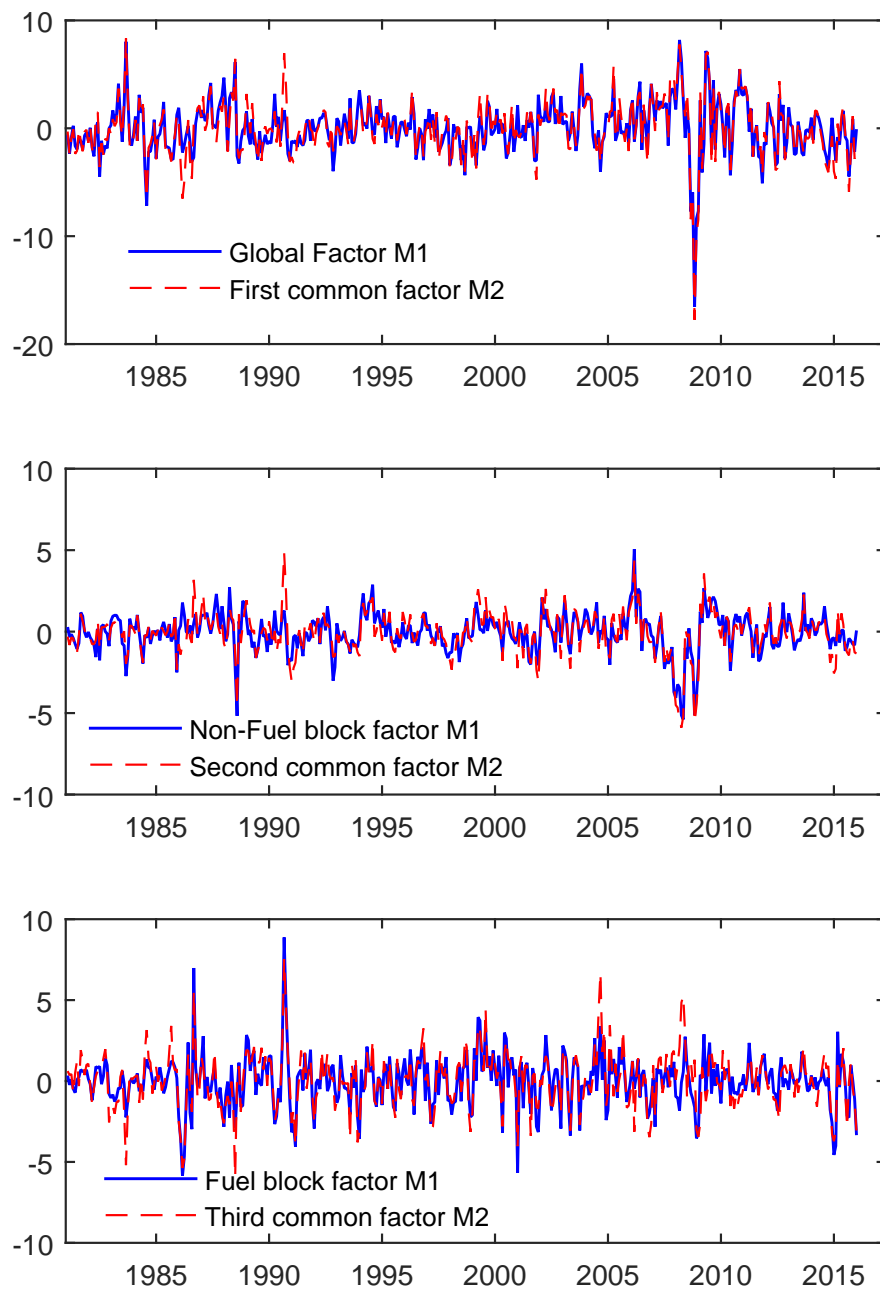 10
0
-10
-20
Global Factor M1
First common factor M2
1985 1990 1995 2000 2005 2010 2015
10
5
0
-5
-10
Non-Fuel block factor M1
Second common factor M2
1985 1990 1995 2000 2005 2010 2015
10
5
0
-5
-10
Fuel block factor M1
Third common factor M2
1985 1990 1995 2000 2005 2010 2015